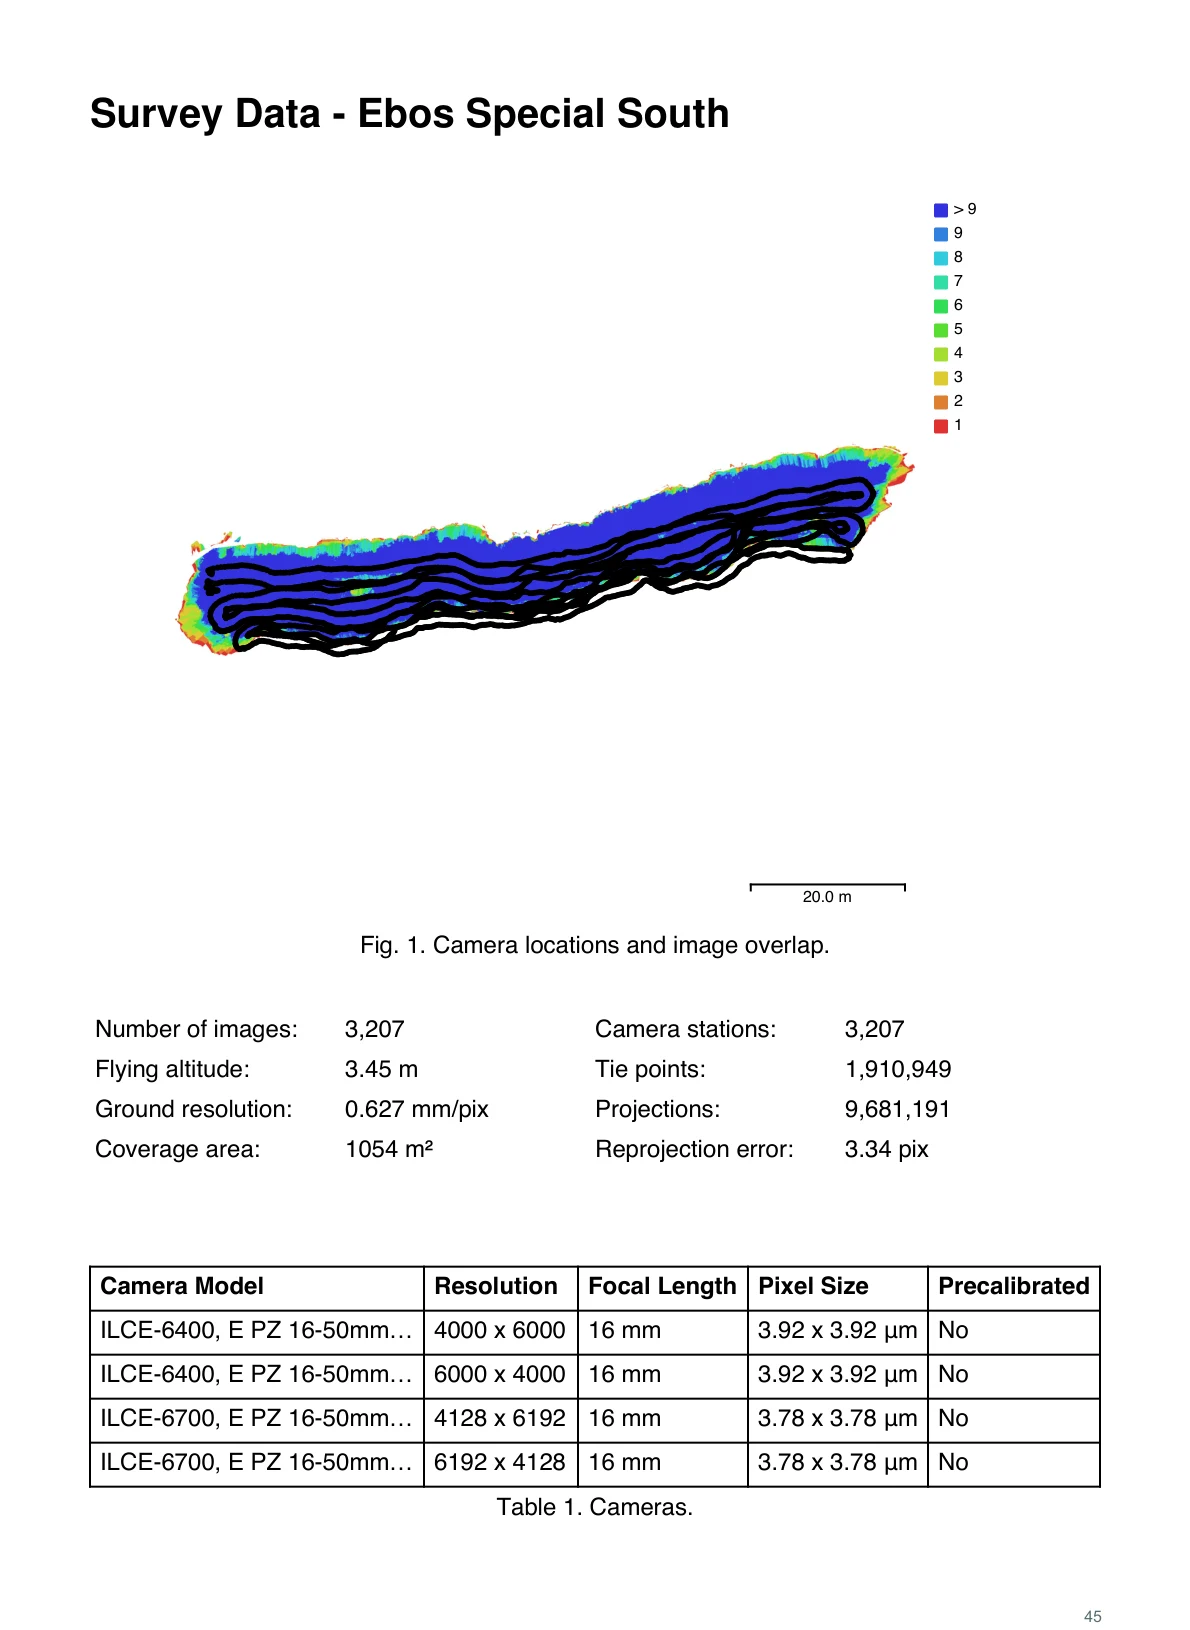 Survey Data - Ebos Special South
> 9
9
8
7
6
5
4
3
2
1
20.0 m
Fig. 1. Camera locations and image overlap.
Number of images: 3,207 Camera stations: 3,207
Flying altitude: 3.45 m Tie points: 1,910,949
Ground resolution: 0.627 mm/pix Projections: 9,681,191
Coverage area: 1054 m² Reprojection error: 3.34 pix
Camera Model Resolution Focal Length Pixel Size Precalibrated
ILCE-6400, E PZ 16-50mm… 4000 x 6000 16 mm 3.92 x 3.92 µm No
ILCE-6400, E PZ 16-50mm… 6000 x 4000 16 mm 3.92 x 3.92 µm No
ILCE-6700, E PZ 16-50mm… 4128 x 6192 16 mm 3.78 x 3.78 µm No
ILCE-6700, E PZ 16-50mm… 6192 x 4128 16 mm 3.78 x 3.78 µm No
Table 1. Cameras.
45